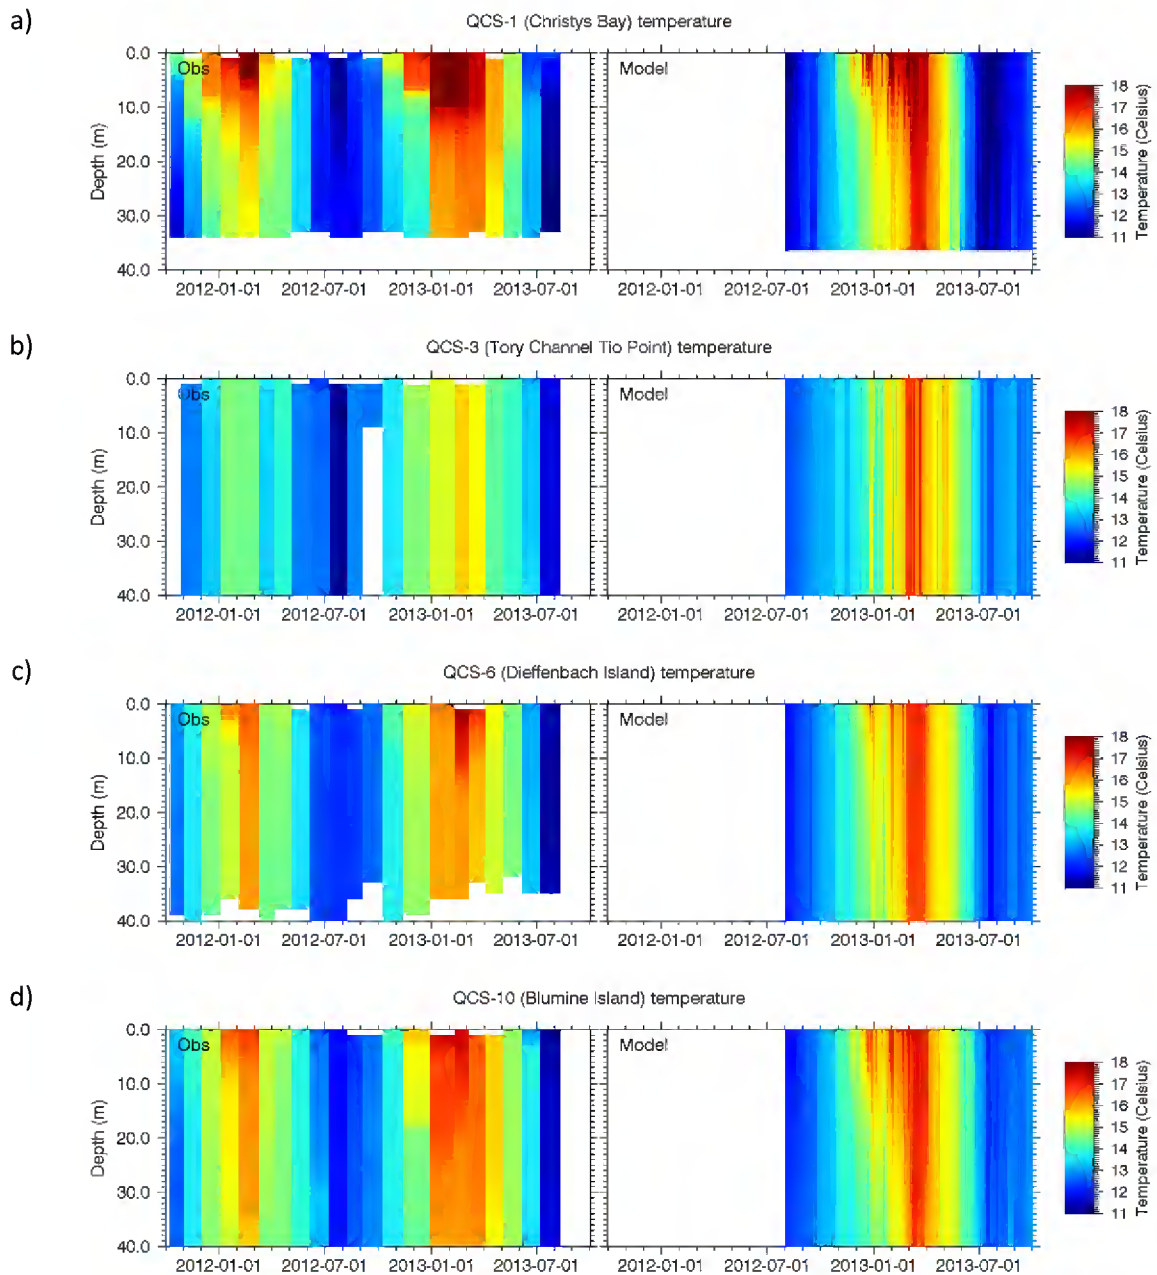 a)
QCS-1 (Christys Bay) temperature
Obs
Model
0.0
10.0
20.0
30.0
40.0
Depth (m)
2012-01-01 2012-07-01 2013-01-01 2013-07-01
2012-01-01 2012-07-01 2013-01-01 2013-07-01
18
17
16
15
14
13
12
11
Temperature (Celsius)
b)
QCS-3 (Tory Channel Tio Point) temperature
Obs
Model
0.0
10.0
20.0
30.0
40.0
Depth (m)
2012-01-01 2012-07-01 2013-01-01 2013-07-01
2012-01-01 2012-07-01 2013-01-01 2013-07-01
18
17
16
15
14
13
12
11
Temperature (Celsius)
c)
QCS-6 (Dieffenbach Island) temperature
Obs
Model
0.0
10.0
20.0
30.0
40.0
Depth (m)
2012-01-01 2012-07-01 2013-01-01 2013-07-01
2012-01-01 2012-07-01 2013-01-01 2013-07-01
18
17
16
15
14
13
12
11
Temperature (Celsius)
d)
QCS-10 (Blumine Island) temperature
Obs
Model
0.0
10.0
20.0
30.0
40.0
Depth (m)
2012-01-01 2012-07-01 2013-01-01 2013-07-01
2012-01-01 2012-07-01 2013-01-01 2013-07-01
18
17
16
15
14
13
12
11
Temperature (Celsius)